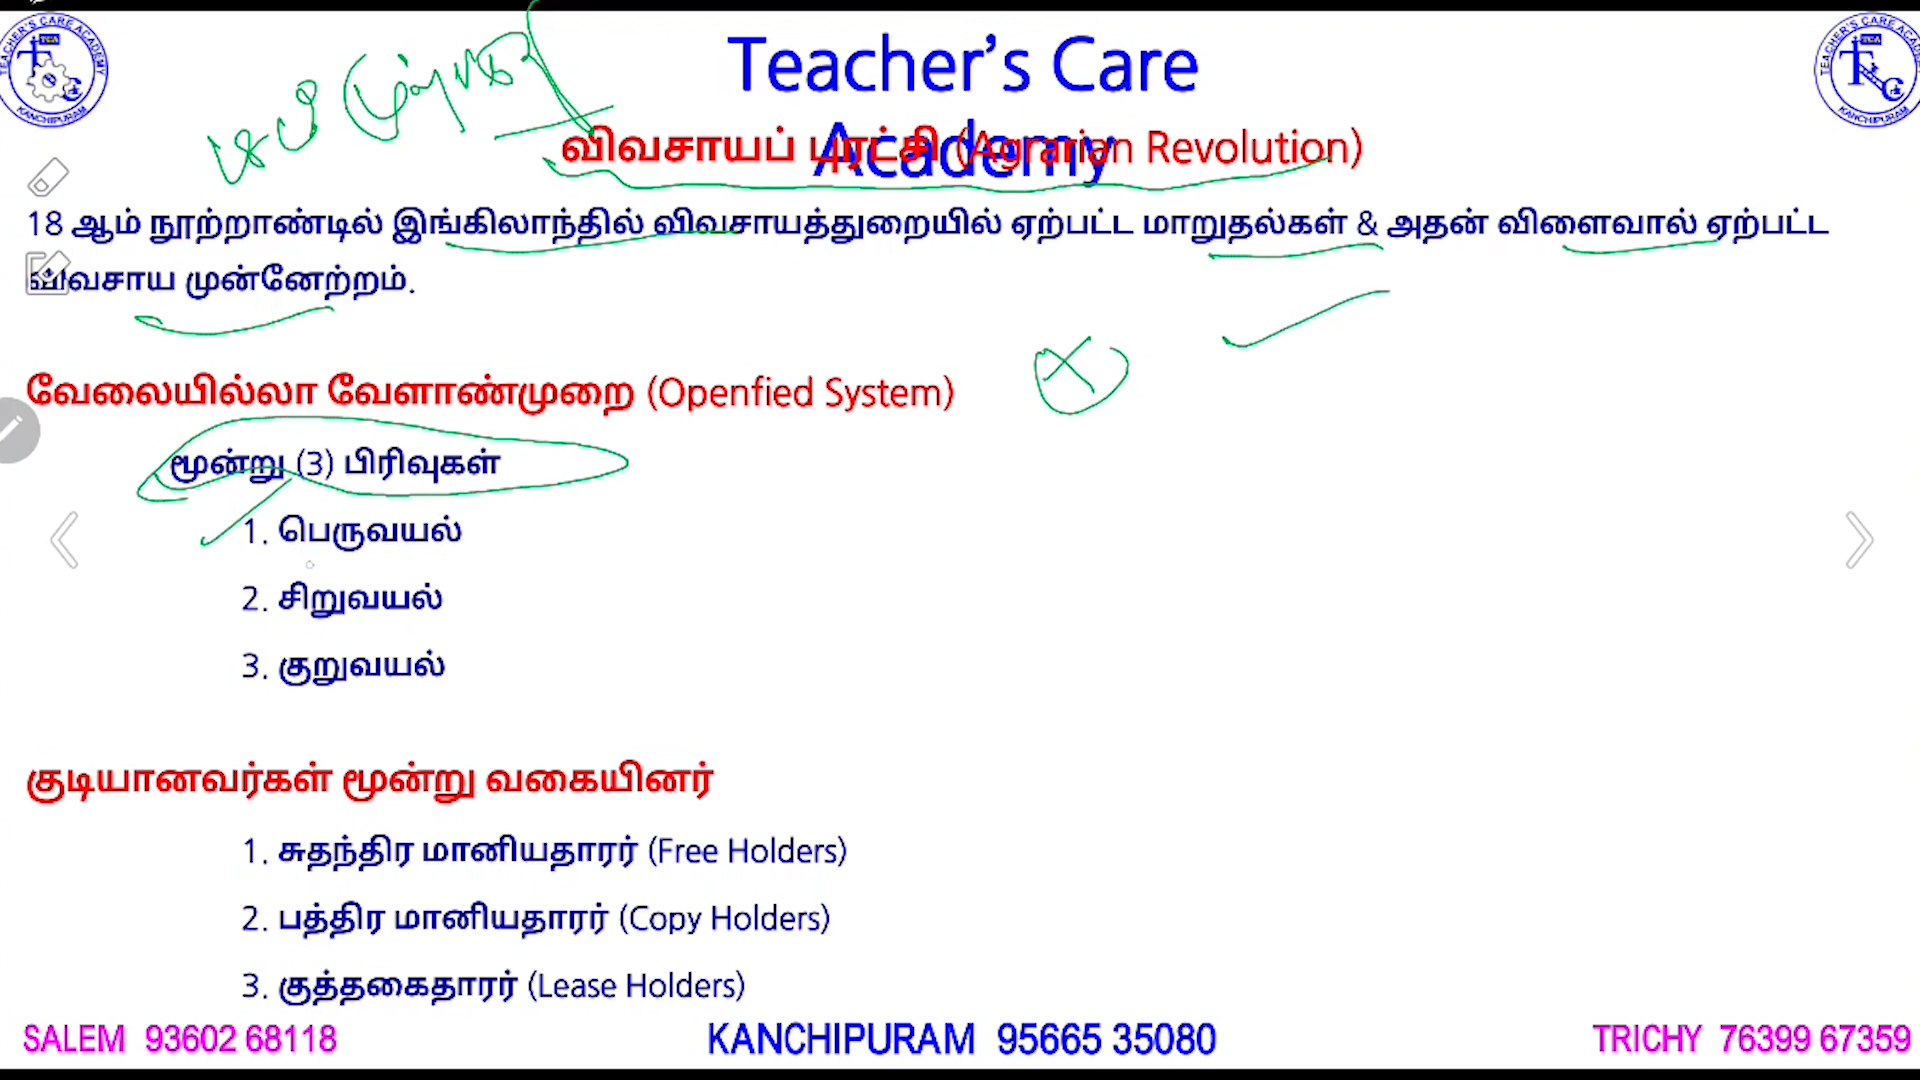 Teacher's Care
Academy
விவசாயப் புரட்சி (Agrarian Revolution)
18 ஆம் நூற்றாண்டில் இங்கிலாந்தில் விவசாயத்துறையில் ஏற்பட்ட மாறுதல்கள் & அதன் விளைவால் ஏற்பட்ட
விவசாய முன்னேற்றம்.
வேலையில்லா வேளாண்முறை (Openfied System)
மூன்று (3) பிரிவுகள்
1. பெருவயல்
2. சிறுவயல்
3. குறுவயல்
குடியானவர்கள் மூன்று வகையினர்
1. சுதந்திர மானியதாரர் (Free Holders)
2. பத்திர மானியதாரர் (Copy Holders)
3. குத்தகைதாரர் (Lease Holders)
SALEM 93602 68118
KANCHIPURAM 95665 35080
TRICHY 76399 67359